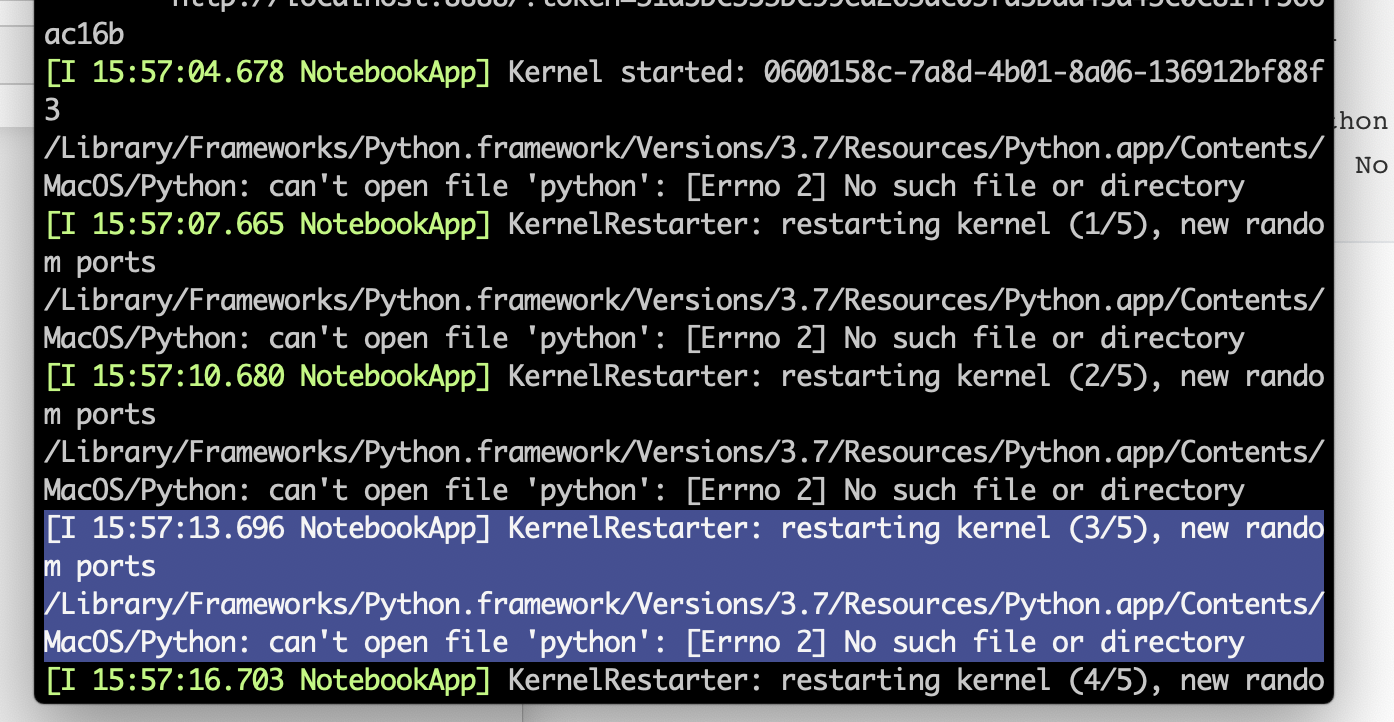 ac16b
[I 15:57:04.678 NotebookApp] Kernel started: 0600158c-7a8d-4b01-8a06-136912bf88f
3
/Library/Frameworks/Python.framework/Versions/3.7/Resources/Python.app/Contents/
MacOS/Python: can't open file 'python': [Errno 2] No such file or directory
[I 15:57:07.665 NotebookApp] KernelRestarter: restarting kernel (1/5), new rando
m ports
/Library/Frameworks/Python.framework/Versions/3.7/Resources/Python.app/Contents/
MacOS/Python: can't open file 'python': [Errno 2] No such file or directory
[I 15:57:10.680 NotebookApp] KernelRestarter: restarting kernel (2/5), new rando
m ports
/Library/Frameworks/Python.framework/Versions/3.7/Resources/Python.app/Contents/
MacOS/Python: can't open file 'python': [Errno 2] No such file or directory
[I 15:57:13.696 NotebookApp] KernelRestarter: restarting kernel (3/5), new rando
m ports
/Library/Frameworks/Python.framework/Versions/3.7/Resources/Python.app/Contents/
MacOS/Python: can't open file 'python': [Errno 2] No such file or directory
[I 15:57:16.703 NotebookApp] KernelRestarter: restarting kernel (4/5), new rando
thon
No